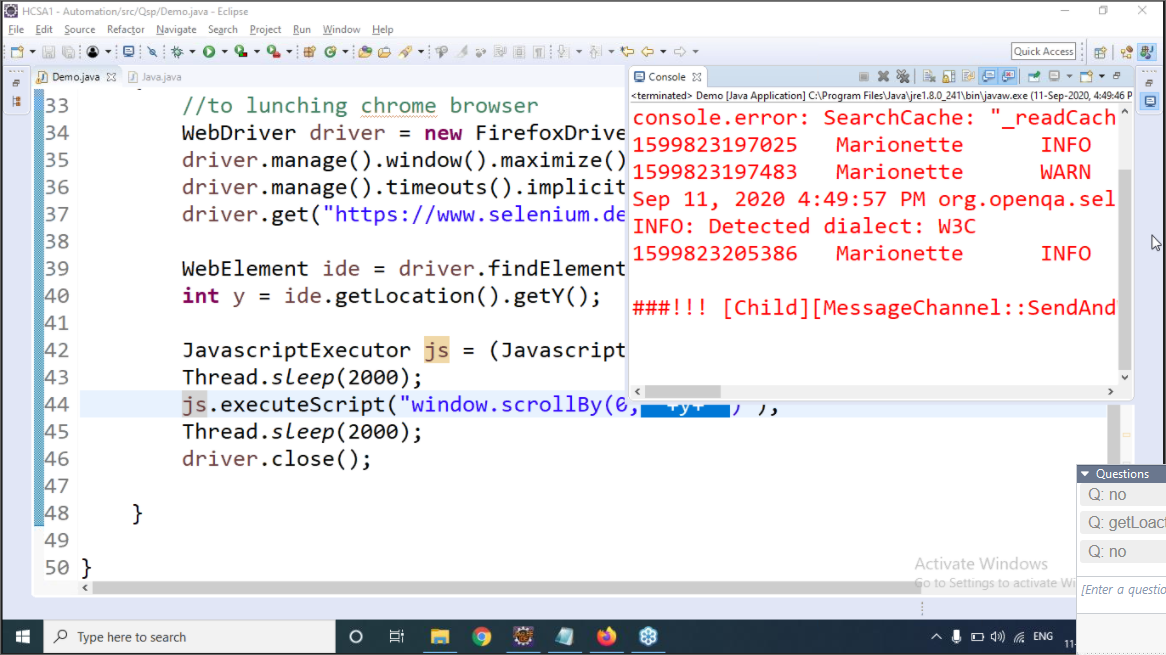 HCSA1 - Automation/src/Qsp/Demo.java - Eclipse
File Edit Source Refactor Navigate Search Project Run Window Help
Quick Access
Demo.java Java.java
33 //to lunching chrome browser
34 WebDriver driver = new FirefoxDrive
35 driver.manage().window().maximize()
36 driver.manage().timeouts().implicit
37 driver.get("https://www.selenium.de
38
39 WebElement ide = driver.findElement
40 int y = ide.getLocation().getY();
41
42 JavascriptExecutor js = (Javascript
43 Thread.sleep(2000);
44 js.executeScript("window.scrollBy(0,"+y+")");
45 Thread.sleep(2000);
46 driver.close();
47
48 }
49
50 }
Console
<terminated> Demo [Java Application] C:\Program Files\Java\jre1.8.0_241\bin\javaw.exe (11-Sep-2020, 4:49:46 P
console.error: SearchCache: "_readCach
1599823197025 Marionette INFO
1599823197483 Marionette WARN
Sep 11, 2020 4:49:57 PM org.openqa.sel
INFO: Detected dialect: W3C
1599823205386 Marionette INFO
###!!! [Child][MessageChannel::SendAnd
Questions
Q: no
Q: getLoact
Q: no
[Enter a questio
Activate Windows
Go to Settings to activate Wi
Type here to search
ENG
11-